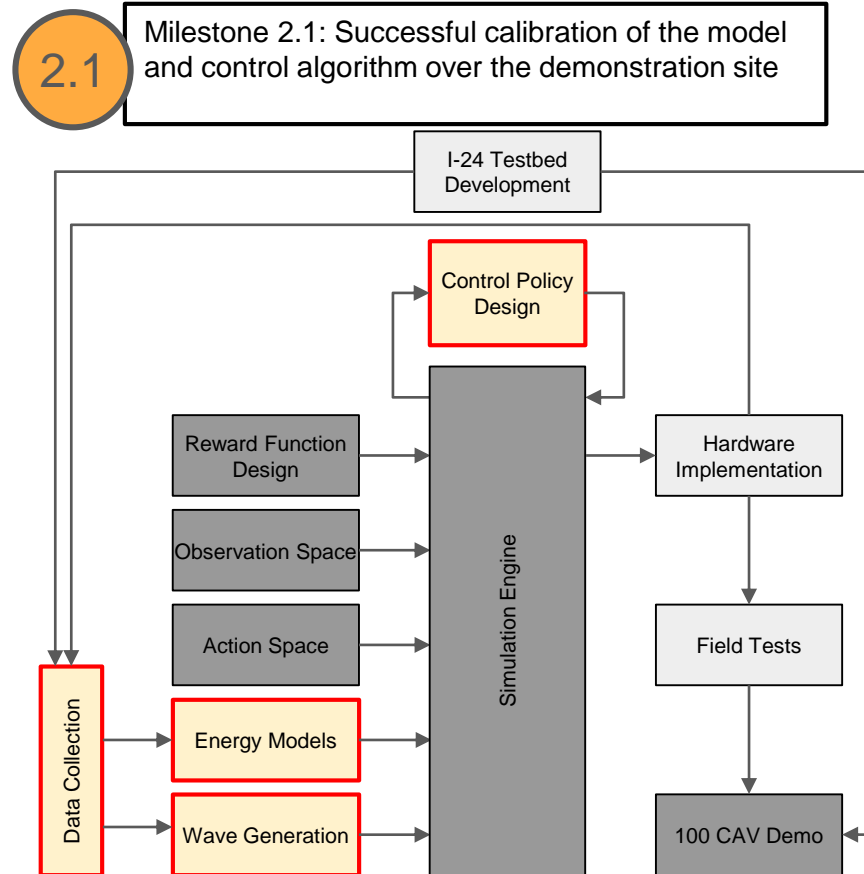 2.1
Milestone 2.1: Successful calibration of the model
and control algorithm over the demonstration site
I-24 Testbed
Development
Control Policy
Design
Reward Function
Design
Hardware
Implementation
Observation Space
Simulation Engine
Action Space
Field Tests
Data Collection
Energy Models
Wave Generation
100 CAV Demo